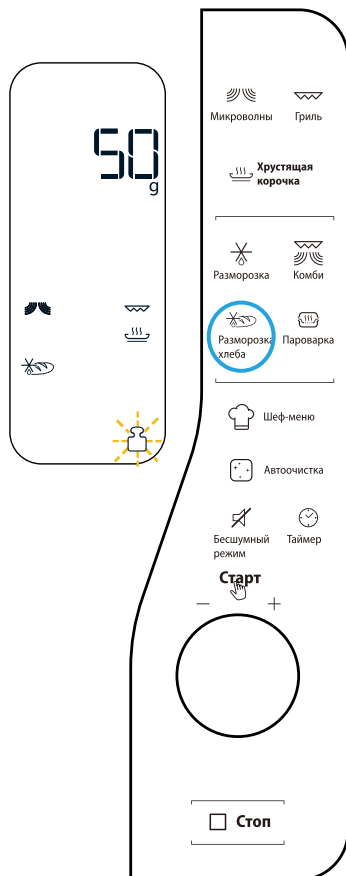 50
g
Микроволны Гриль
Хрустящая
корочка
Разморозка Комби
Разморозка Пароварка
хлеба
Шеф-меню
Автоочистка
Бесшумный Таймер
режим
Старт
− +
Стоп